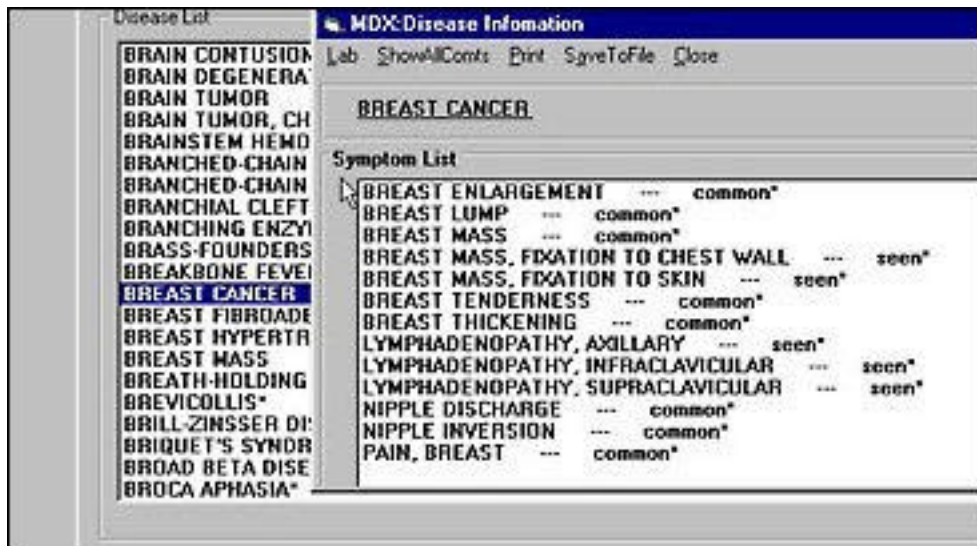 Disease List
BRAIN CONTUSION
BRAIN DEGENERA
BRAIN TUMOR
BRAIN TUMOR, CH
BRAINSTEM HEMO
BRANCHED-CHAIN
BRANCHED-CHAIN
BRANCHIAL CLEFT
BRANCHING ENZY
BRASS-FOUNDERS
BREAKBONE FEVE
BREAST CANCER
BREAST FIBROADE
BREAST HYPERTR
BREAST MASS
BREATH-HOLDING
BREVICOLLIS*
BRILL-ZINSSER DI
BRIQUET'S SYNDR
BROAD BETA DISE
BROCA APHASIA*
MDX:Disease Infomation
Lab ShowAllComts Print SaveToFile Close
BREAST CANCER
Symptom List
BREAST ENLARGEMENT --- common*
BREAST LUMP --- common*
BREAST MASS --- common*
BREAST MASS, FIXATION TO CHEST WALL --- seen*
BREAST MASS, FIXATION TO SKIN --- seen*
BREAST TENDERNESS --- common*
BREAST THICKENING --- common*
LYMPHADENOPATHY, AXILLARY --- seen*
LYMPHADENOPATHY, INFRACLAVICULAR --- seen*
LYMPHADENOPATHY, SUPRACLAVICULAR --- seen*
NIPPLE DISCHARGE --- common*
NIPPLE INVERSION --- common*
PAIN, BREAST --- common*